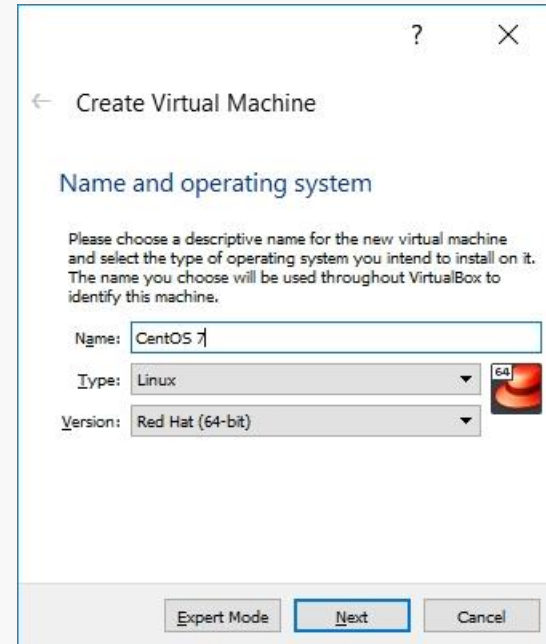 ?
Create Virtual Machine
Name and operating system
Please choose a descriptive name for the new virtual machine
and select the type of operating system you intend to install on it.
The name you choose will be used throughout VirtualBox to
identify this machine.
Name: CentOS 7
Type: Linux
64
Version: Red Hat (64-bit)
Expert Mode Next Cancel